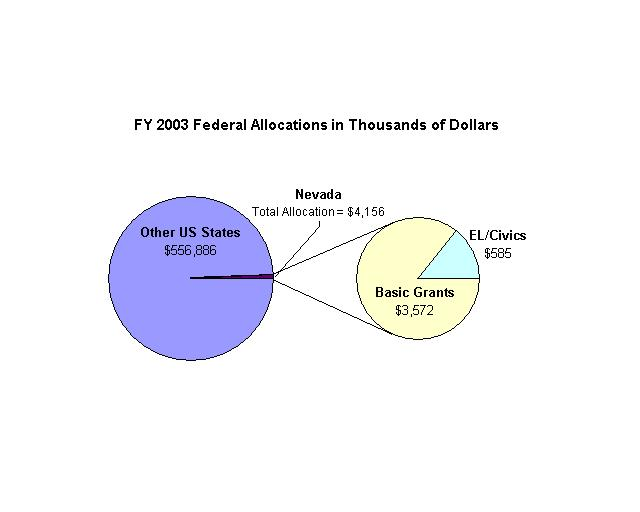 FY 2003 Federal Allocations in Thousands of Dollars
Nevada
Total Allocation = $4,156
Other US States
$556,886
EL/Civics
$585
Basic Grants
$3,572